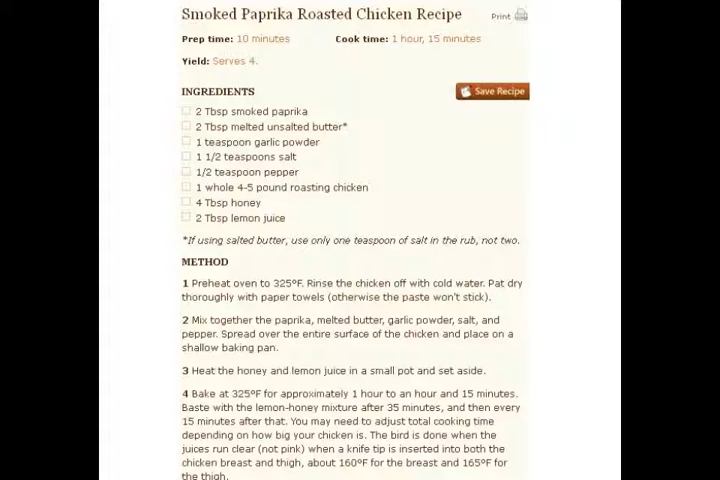 Smoked Paprika Roasted Chicken Recipe
Print
Prep time: 10 minutes Cook time: 1 hour, 15 minutes
Yield: Serves 4.
INGREDIENTS
Save Recipe
2 Tbsp smoked paprika
2 Tbsp melted unsalted butter*
1 teaspoon garlic powder
1 1/2 teaspoons salt
1/2 teaspoon pepper
1 whole 4-5 pound roasting chicken
4 Tbsp honey
2 Tbsp lemon juice
*If using salted butter, use only one teaspoon of salt in the rub, not two.
METHOD
1 Preheat oven to 325°F. Rinse the chicken off with cold water. Pat dry
thoroughly with paper towels (otherwise the paste won't stick).
2 Mix together the paprika, melted butter, garlic powder, salt, and
pepper. Spread over the entire surface of the chicken and place on a
shallow baking pan.
3 Heat the honey and lemon juice in a small pot and set aside.
4 Bake at 325°F for approximately 1 hour to an hour and 15 minutes.
Baste with the lemon-honey mixture after 35 minutes, and then every
15 minutes after that. You may need to adjust total cooking time
depending on how big your chicken is. The bird is done when the
juices run clear (not pink) when a knife tip is inserted into both the
chicken breast and thigh, about 160°F for the breast and 165°F for
the thigh.